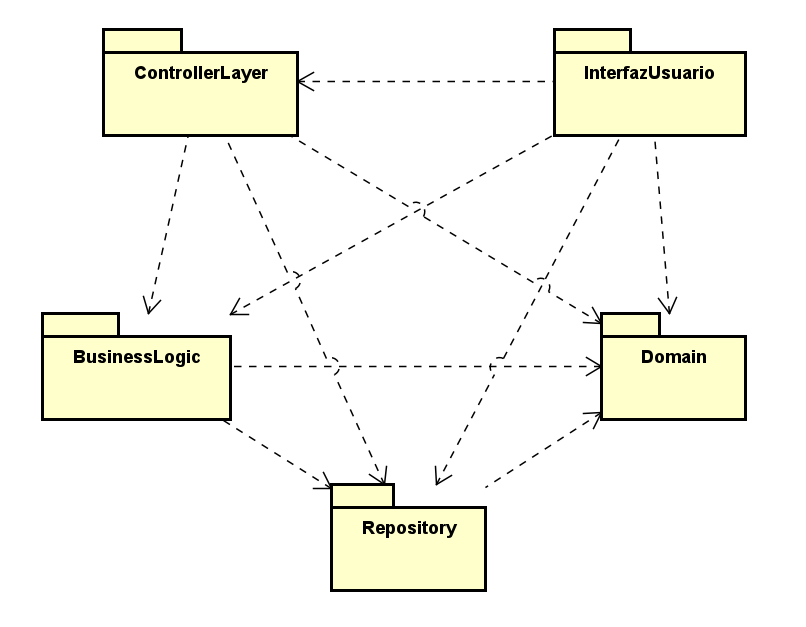 ControllerLayer
InterfazUsuario
BusinessLogic
Domain
Repository